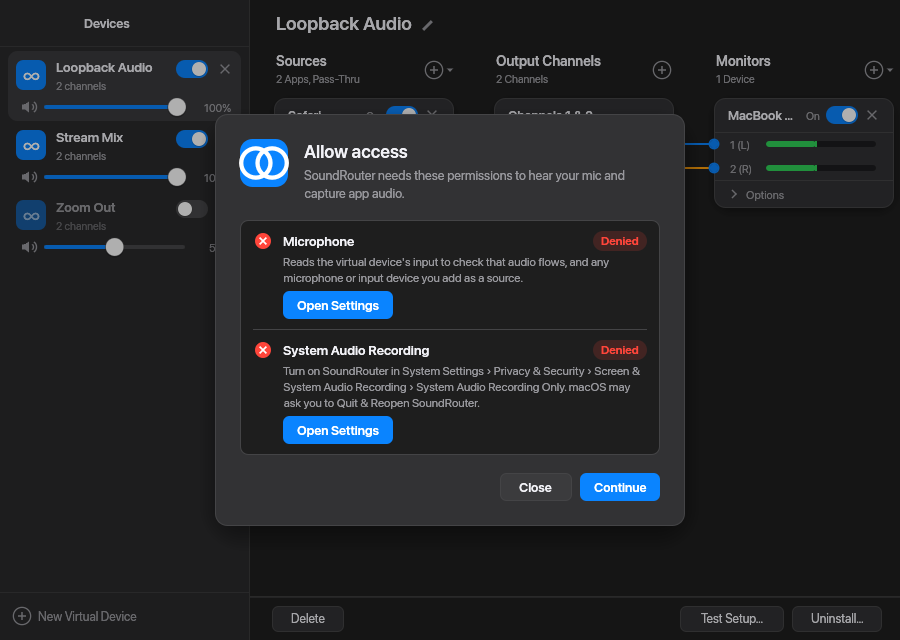 Devices
Loopback Audio
2 channels
100%
Stream Mix
2 channels
Zoom Out
2 channels
New Virtual Device
Loopback Audio
Sources
2 Apps, Pass-Thru
Output Channels
2 Channels
Monitors
1 Device
MacBook ...
On
1 (L)
2 (R)
Options
Allow access
SoundRouter needs these permissions to hear your mic and
capture app audio.
Microphone
Denied
Reads the virtual device's input to check that audio flows, and any
microphone or input device you add as a source.
Open Settings
System Audio Recording
Denied
Turn on SoundRouter in System Settings › Privacy & Security › Screen &
System Audio Recording › System Audio Recording Only. macOS may
ask you to Quit & Reopen SoundRouter.
Open Settings
Close
Continue
Delete
Test Setup...
Uninstall...